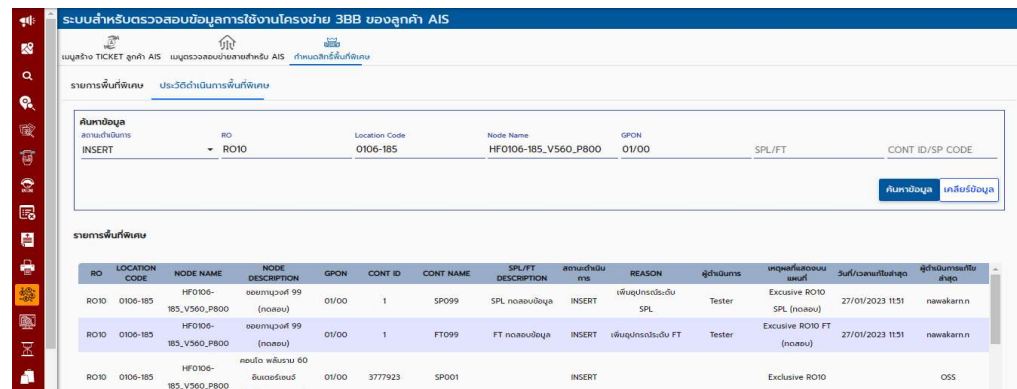 ระบบสำหรับตรวจสอบข้อมูลการใช้งานโครงข่าย 3BB ของลูกค้า AIS
เมนูสร้าง TICKET ลูกค้า AIS เมนูตรวจสอบข่ายสายสำหรับ AIS กำหนดสิทธิ์พื้นที่พิเศษ
รายการพื้นที่พิเศษ ประวัติดำเนินการพื้นที่พิเศษ
ค้นหาข้อมูล
สถานะดำเนินการ RO Location Code Node Name GPON
INSERT RO10 0106-185 HF0106-185_V560_P800 01/00 SPL/FT CONT ID/SP CODE
ค้นหาข้อมูล เคลียร์ข้อมูล
รายการพื้นที่พิเศษ
RO LOCATION CODE NODE NAME NODE DESCRIPTION GPON CONT ID CONT NAME SPL/FT DESCRIPTION สถานะดำเนินการ REASON ผู้ดำเนินการ เหตุผลที่แสดงบนแผนที่ วันที่/เวลาแก้ไขล่าสุด ผู้ดำเนินการแก้ไขล่าสุด
RO10 0106-185 HF0106-185_V560_P800 ซอยภาณุวงศ์ 99 (ทดสอบ) 01/00 1 SP099 SPL ทดสอบข้อมูล INSERT เพิ่มอุปกรณ์ระดับ SPL Tester Excusive RO10 SPL (ทดสอบ) 27/01/2023 11:51 nawakarn.n
RO10 0106-185 HF0106-185_V560_P800 ซอยภาณุวงศ์ 99 (ทดสอบ) 01/00 1 FT099 FT ทดสอบข้อมูล INSERT เพิ่มอุปกรณ์ระดับ FT Tester Excusive RO10 FT (ทดสอบ) 27/01/2023 11:51 nawakarn.n
RO10 0106-185 HF0106-185_V560_P800 คอนโด พลัมราม 60 อินเตอร์เชนจ์ 01/00 3777923 SP001 INSERT Exclusive RO10 OSS